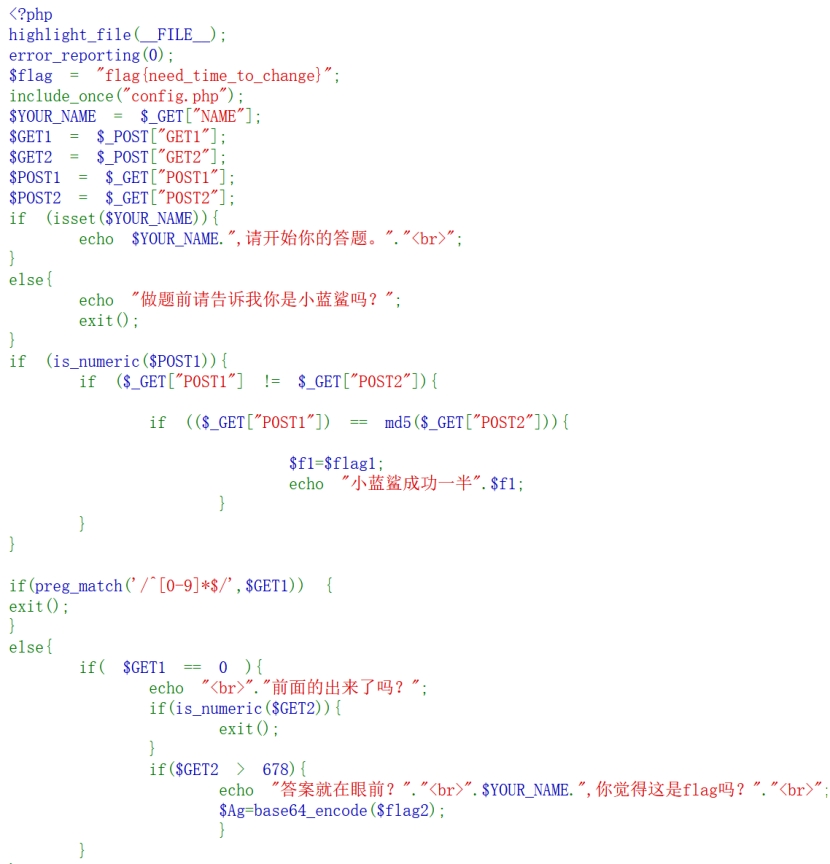 <?php
highlight_file(__FILE__);
error_reporting(0);
$flag = "flag{need_time_to_change}";
include_once("config.php");
$YOUR_NAME = $_GET["NAME"];
$GET1 = $_POST["GET1"];
$GET2 = $_POST["GET2"];
$POST1 = $_GET["POST1"];
$POST2 = $_GET["POST2"];
if (isset($YOUR_NAME)){
echo $YOUR_NAME.",请开始你的答题。"."<br>";
}
else{
echo "做题前请告诉我你是小蓝鲨吗？";
exit();
}
if (is_numeric($POST1)){
if ($_GET["POST1"] != $_GET["POST2"]){
if (($_GET["POST1"]) == md5($_GET["POST2"])){
$f1=$flag1;
echo "小蓝鲨成功一半".$f1;
}
}
}
if(preg_match('/^[0-9]*$/',$GET1)) {
exit();
}
else{
if( $GET1 == 0 ){
echo "<br>"."前面的出来了吗？";
if(is_numeric($GET2)){
exit();
}
if($GET2 > 678){
echo "答案就在眼前？"."<br>".$YOUR_NAME.",你觉得这是flag吗？"."<br>";
$Ag=base64_encode($flag2);
}
}